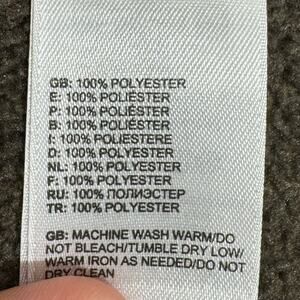 GB: 100% POLYESTER
E: 100% POLIÉSTER
P: 100% POLIÉSTER
B: 100% POLIÉSTER
I: 100% POLIESTERE
D: 100% POLYESTER
NL: 100% POLYESTER
F: 100% POLYESTER
RU: 100% ПОЛИЭСТЕР
TR: 100% POLYESTER
GB: MACHINE WASH WARM/DO
NOT BLEACH/TUMBLE DRY LOW/
WARM IRON AS NEEDED/DO NOT
DRY CLEAN